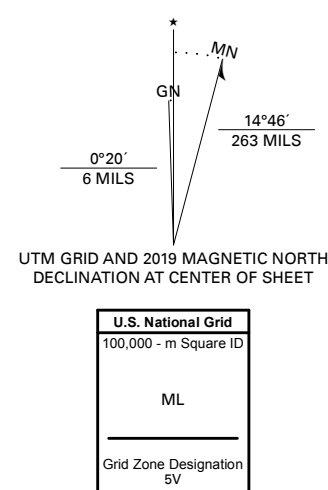 ★
MN
GN
14°46´
263 MILS
0°20´
6 MILS
UTM GRID AND 2019 MAGNETIC NORTH
DECLINATION AT CENTER OF SHEET
U.S. National Grid
100,000 - m Square ID
ML
Grid Zone Designation
5V